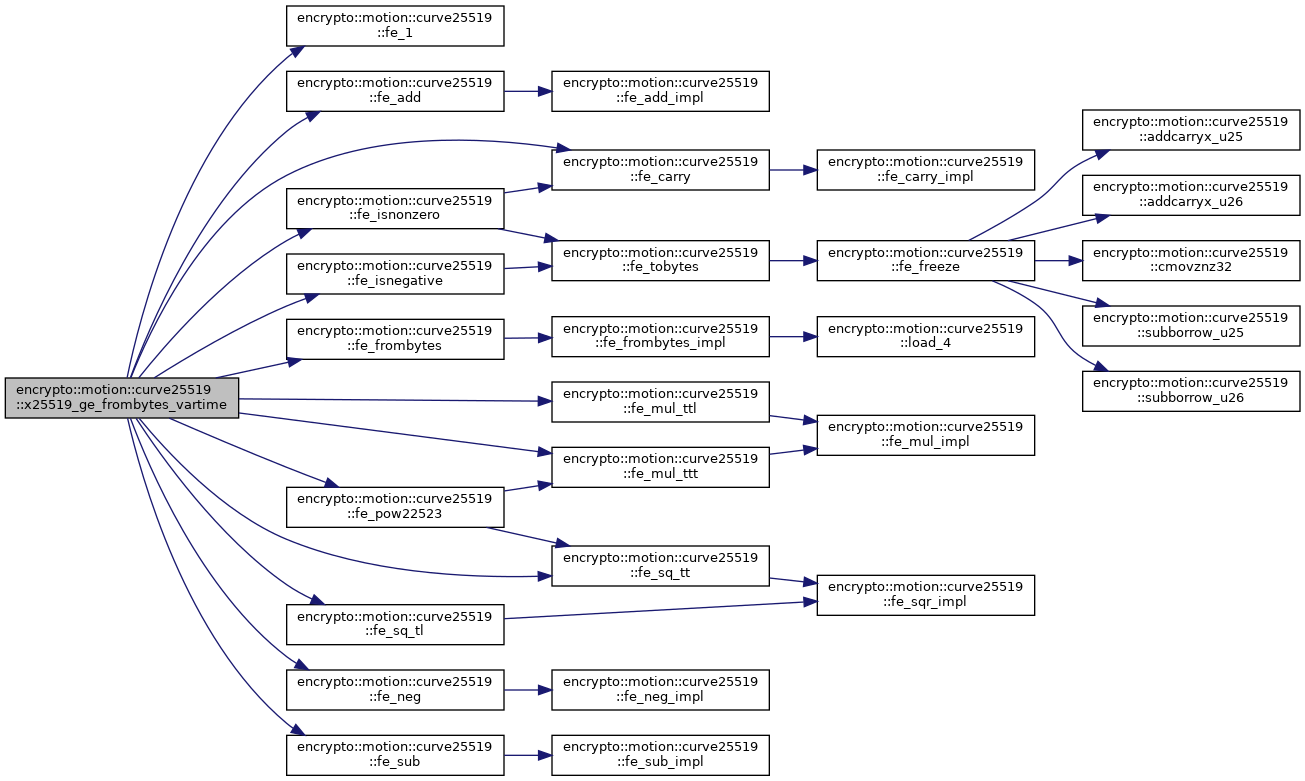 encrypto::motion::curve25519
::x25519_ge_frombytes_vartime
encrypto::motion::curve25519
::fe_1
encrypto::motion::curve25519
::fe_add
encrypto::motion::curve25519
::fe_isnonzero
encrypto::motion::curve25519
::fe_isnegative
encrypto::motion::curve25519
::fe_frombytes
encrypto::motion::curve25519
::fe_pow22523
encrypto::motion::curve25519
::fe_sq_tl
encrypto::motion::curve25519
::fe_neg
encrypto::motion::curve25519
::fe_sub
encrypto::motion::curve25519
::fe_add_impl
encrypto::motion::curve25519
::fe_carry
encrypto::motion::curve25519
::fe_tobytes
encrypto::motion::curve25519
::fe_frombytes_impl
encrypto::motion::curve25519
::fe_mul_ttl
encrypto::motion::curve25519
::fe_mul_ttt
encrypto::motion::curve25519
::fe_sq_tt
encrypto::motion::curve25519
::fe_neg_impl
encrypto::motion::curve25519
::fe_sub_impl
encrypto::motion::curve25519
::fe_carry_impl
encrypto::motion::curve25519
::fe_freeze
encrypto::motion::curve25519
::load_4
encrypto::motion::curve25519
::fe_mul_impl
encrypto::motion::curve25519
::fe_sqr_impl
encrypto::motion::curve25519
::addcarryx_u25
encrypto::motion::curve25519
::addcarryx_u26
encrypto::motion::curve25519
::cmovznz32
encrypto::motion::curve25519
::subborrow_u25
encrypto::motion::curve25519
::subborrow_u26